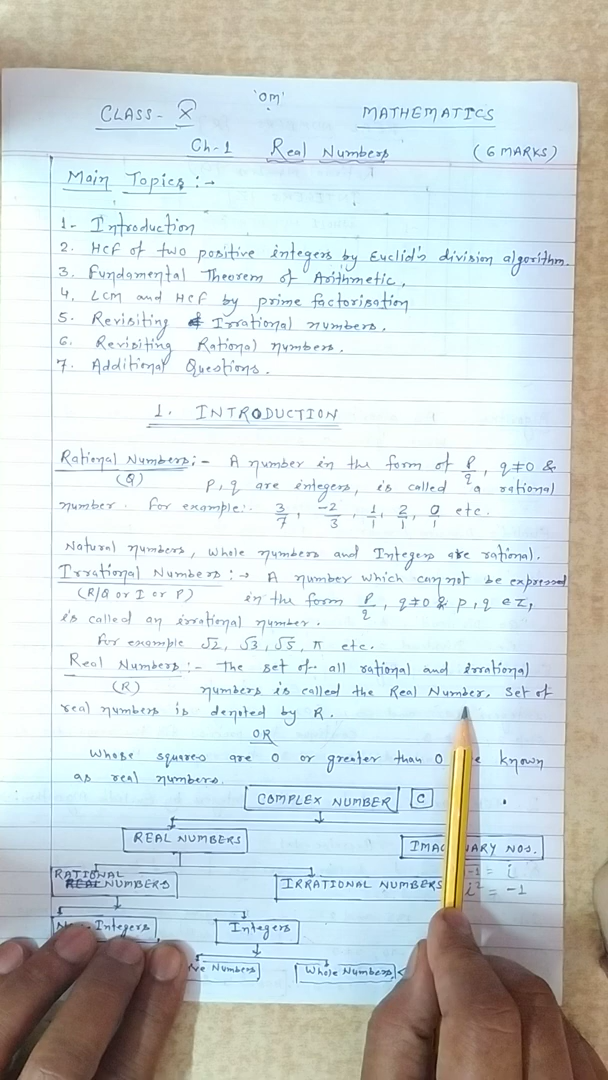 'OM'
CLASS- X MATHEMATICS
Ch-1 Real Numbers (6 MARKS)
Main Topics :→
1- Introduction
2. HCF of two positive integers by Euclid's division algorithm.
3. Fundamental Theorem of Arithmetic.
4. LCM and HCF by prime factorisation
5. Revisiting Irrational numbers.
6. Revisiting Rational numbers.
7. Additional Questions.
1. INTRODUCTION
Rational Numbers:- A number in the form of p/q, q≠0 &
(Q) p, q are integers, is called a rational
number. For example:- 3/7, -2/3, 1/1, 2/1, 0/1 etc.
Natural numbers, Whole numbers and Integers are rational.
Irrational Numbers:→ A number which can not be expressed
(R/Q or I or P) in the form p/q, q≠0 & p, q ∈ Z,
is called an irrational number.
For example √2, √3, √5, π etc.
Real Numbers:- The set of all rational and irrational
(R) numbers is called the Real Number. Set of
real numbers is denoted by R.
OR
Whose squares are 0 or greater than 0 known
as real numbers.
COMPLEX NUMBER C
REAL NUMBERS NOS.
RATIONAL NUMBERS IRRATIONAL NUMBERS = i
i² = -1
Integers Integers
Numbers Whole Numbers